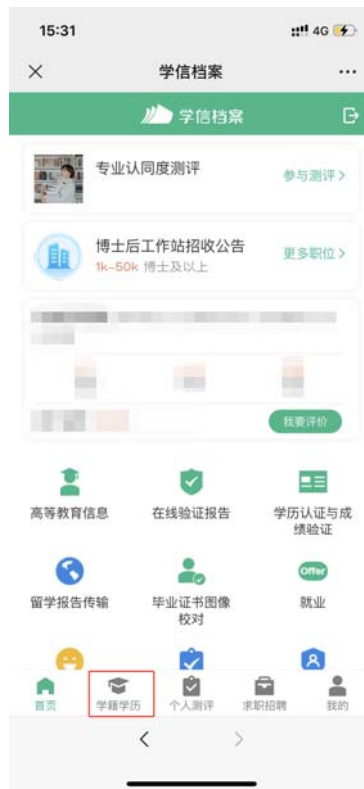 15:31
4G
学信档案
学信档案
专业认同度测评
参与测评 >
博士后工作站招收公告
1k-50k 博士及以上
更多职位 >
我要评价
高等教育信息
在线验证报告
学历认证与成
绩验证
Offer
留学报告传输
毕业证书图像
校对
就业
首页
学籍学历
个人测评
求职招聘
我的